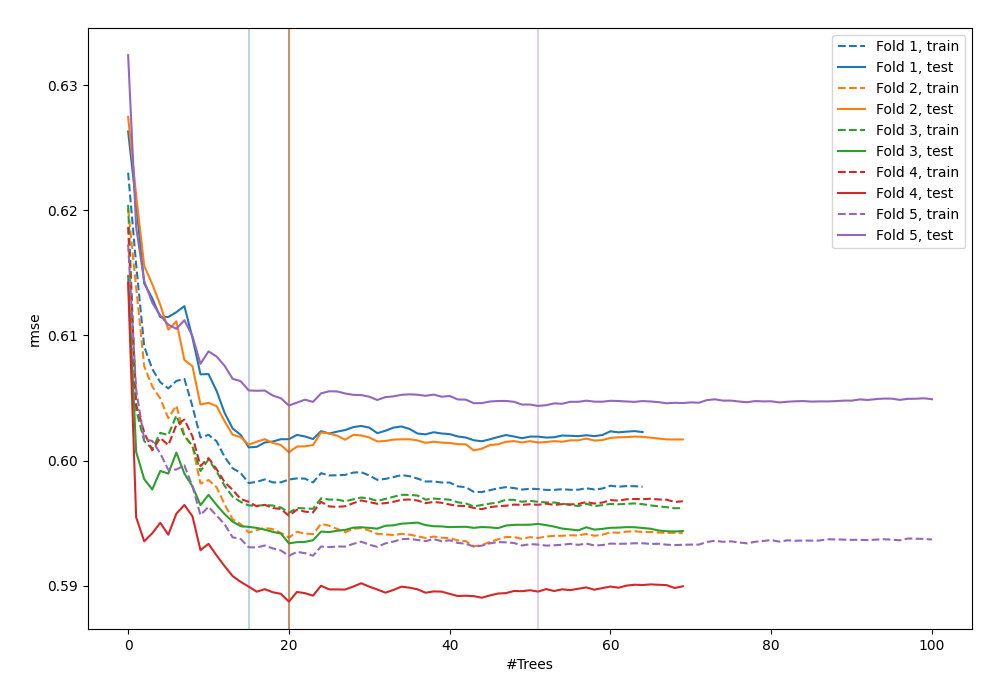 0.63
0.62
0.61
0.60
0.59
rmse
0
20
40
60
80
100
#Trees
Fold 1, train
Fold 1, test
Fold 2, train
Fold 2, test
Fold 3, train
Fold 3, test
Fold 4, train
Fold 4, test
Fold 5, train
Fold 5, test